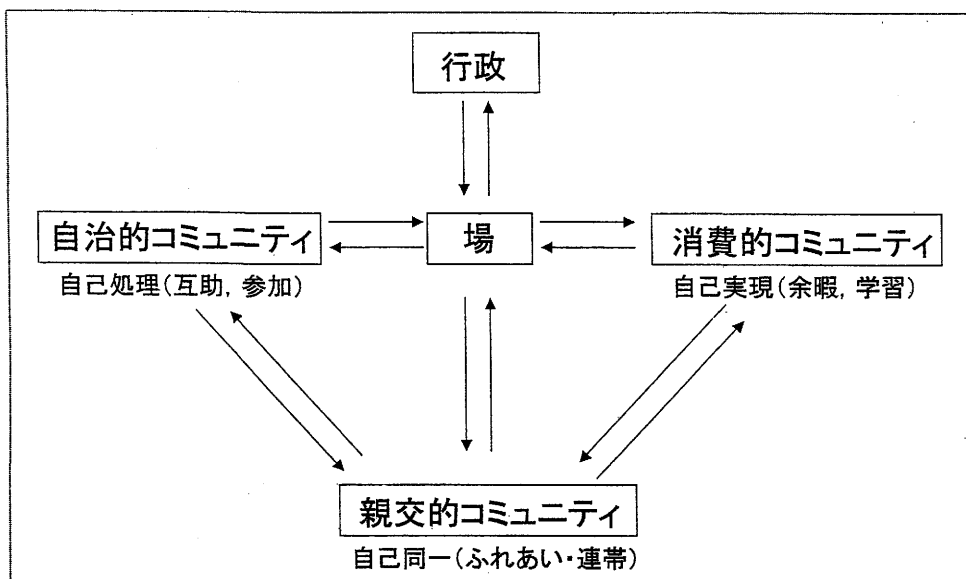 行政
自治的コミュニティ
場
消費的コミュニティ
自己処理(互助, 参加)
自己実現(余暇, 学習)
親交的コミュニティ
自己同一(ふれあい・連帯)